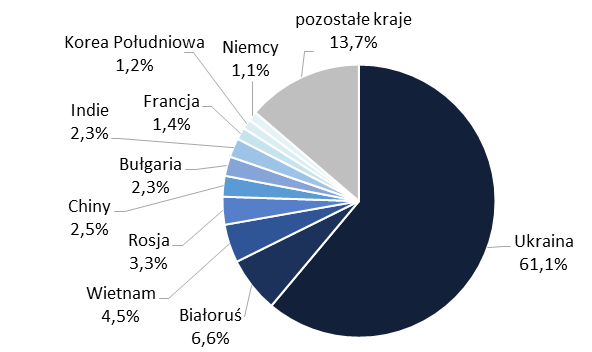 pozostałe kraje
13,7%
Niemcy
1,1%
Korea Południowa
1,2%
Francja
1,4%
Indie
2,3%
Bułgaria
2,3%
Chiny
2,5%
Rosja
3,3%
Wietnam
4,5%
Białoruś
6,6%
Ukraina
61,1%